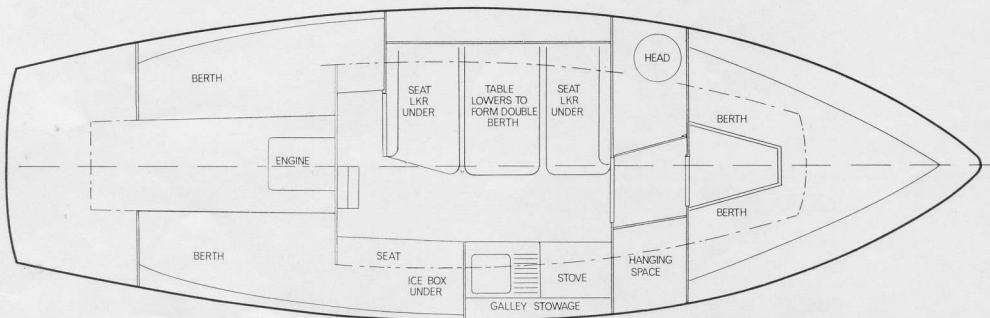 BERTH
SEAT
LKR
UNDER
TABLE
LOWERS TO
FORM DOUBLE
BERTH
SEAT
LKR
UNDER
HEAD
BERTH
ENGINE
BERTH
BERTH
SEAT
ICE BOX
UNDER
STOVE
GALLEY STOWAGE
HANGING
SPACE